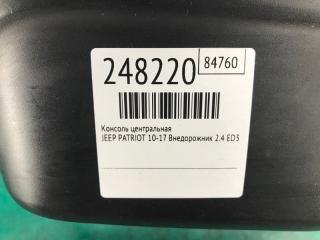 248220
84760
Консоль центральная
JEEP PATRIOT 10-17 Внедорожник 2.4 ED3